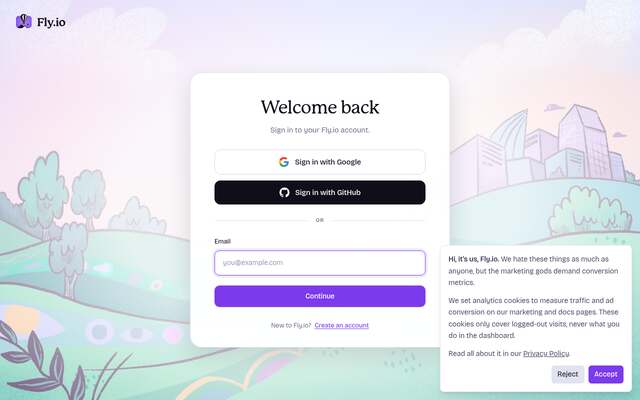 Fly.io
Welcome back
Sign in to your Fly.io account.
Sign in with Google
Sign in with GitHub
OR
Email
you@example.com
Continue
New to Fly.io? Create an account
Hi, it's us, Fly.io. We hate these things as much as
anyone, but the marketing gods demand conversion
metrics.
We set analytics cookies to measure traffic and ad
conversion on our marketing and docs pages. These
cookies only cover logged-out visits, never what you
do in the dashboard.
Read all about it in our Privacy Policy.
Reject
Accept